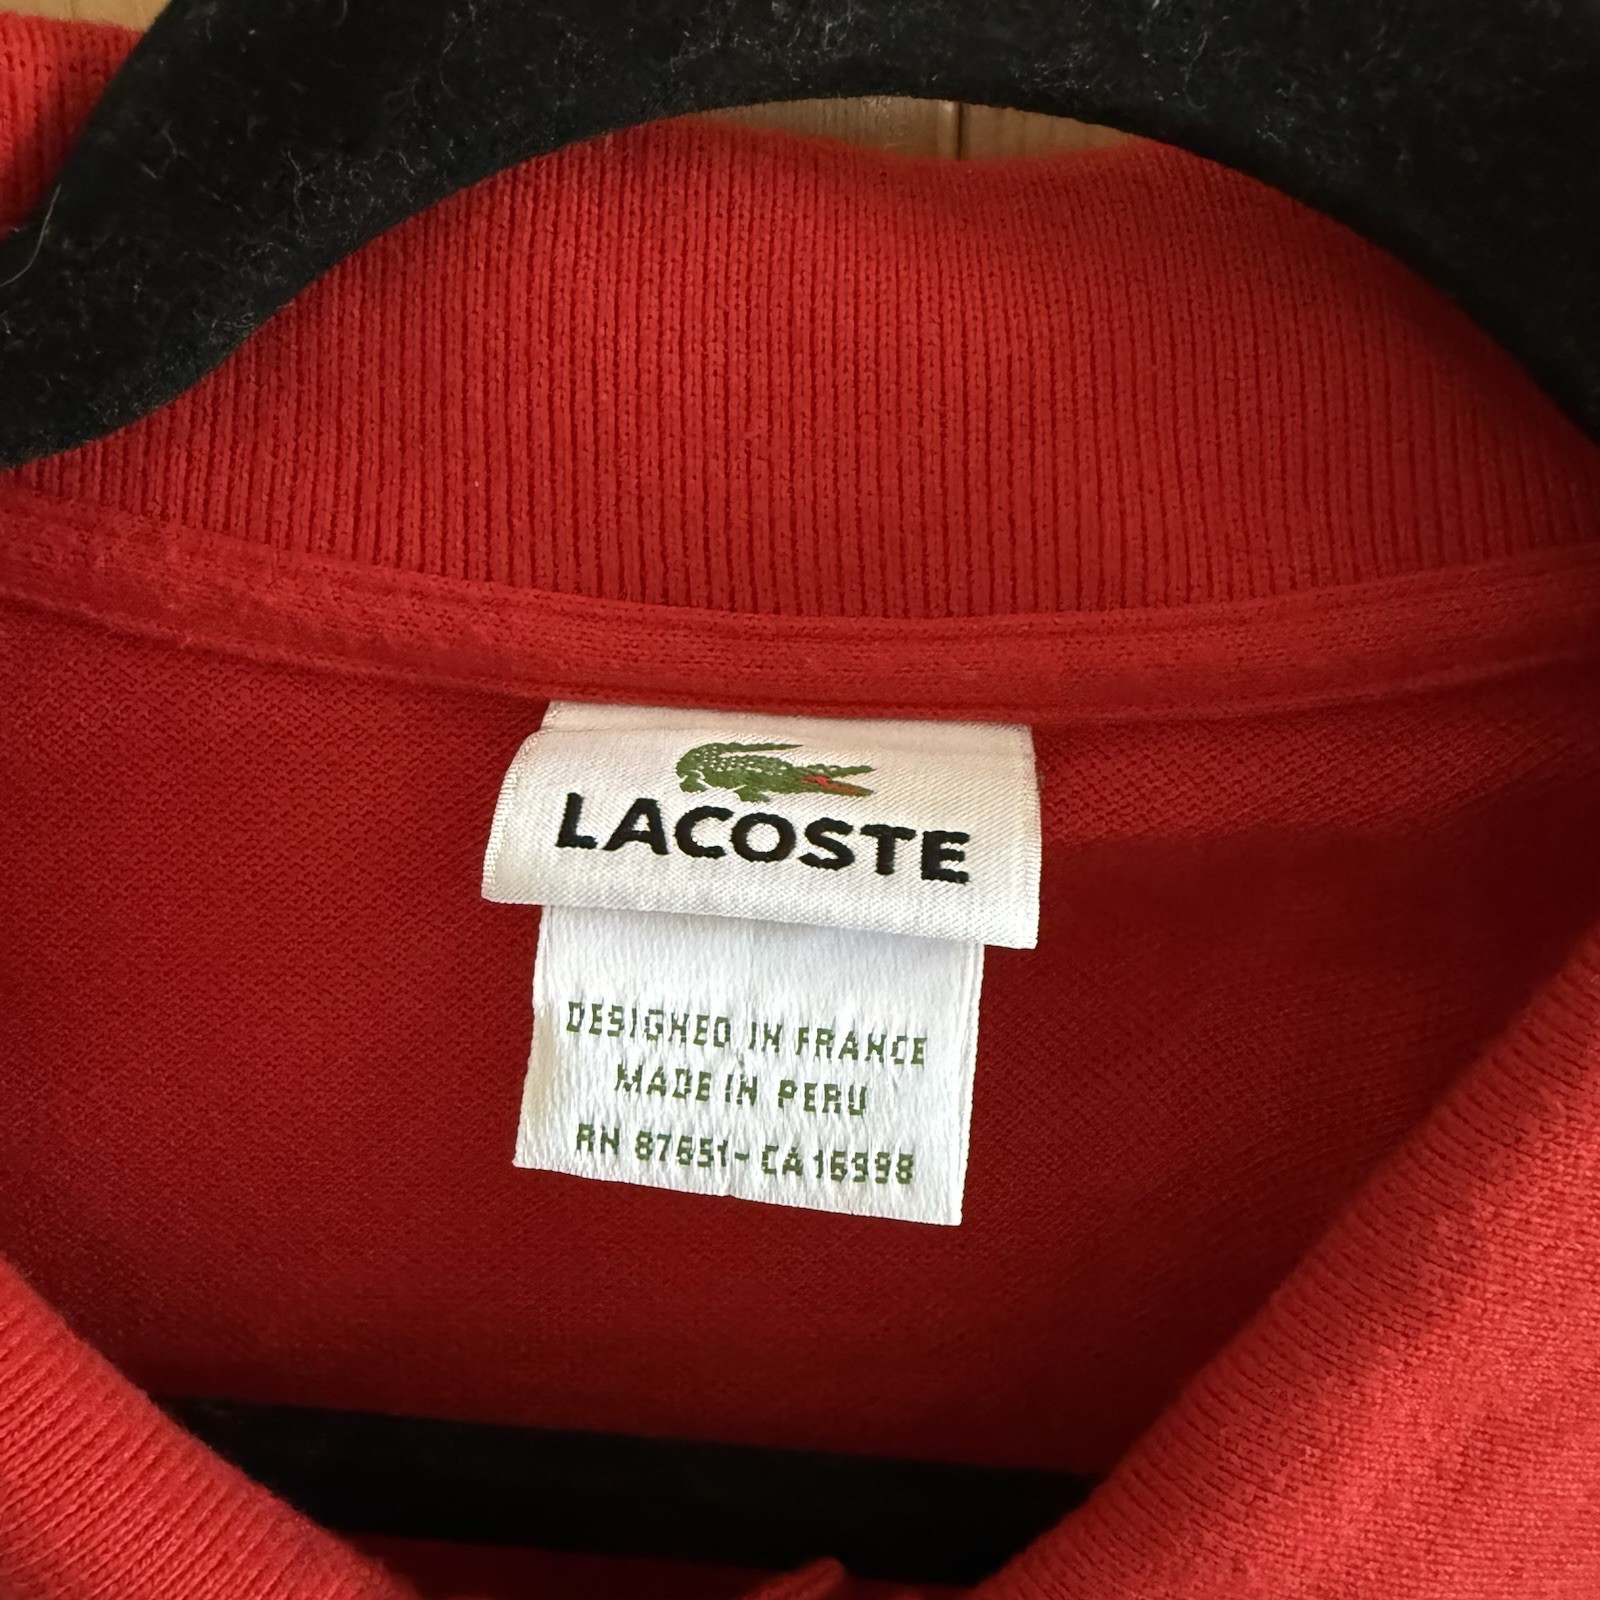 LACOSTE
DESIGNED IN FRANCE
MADE IN PERU
RN 87651-CA 16998